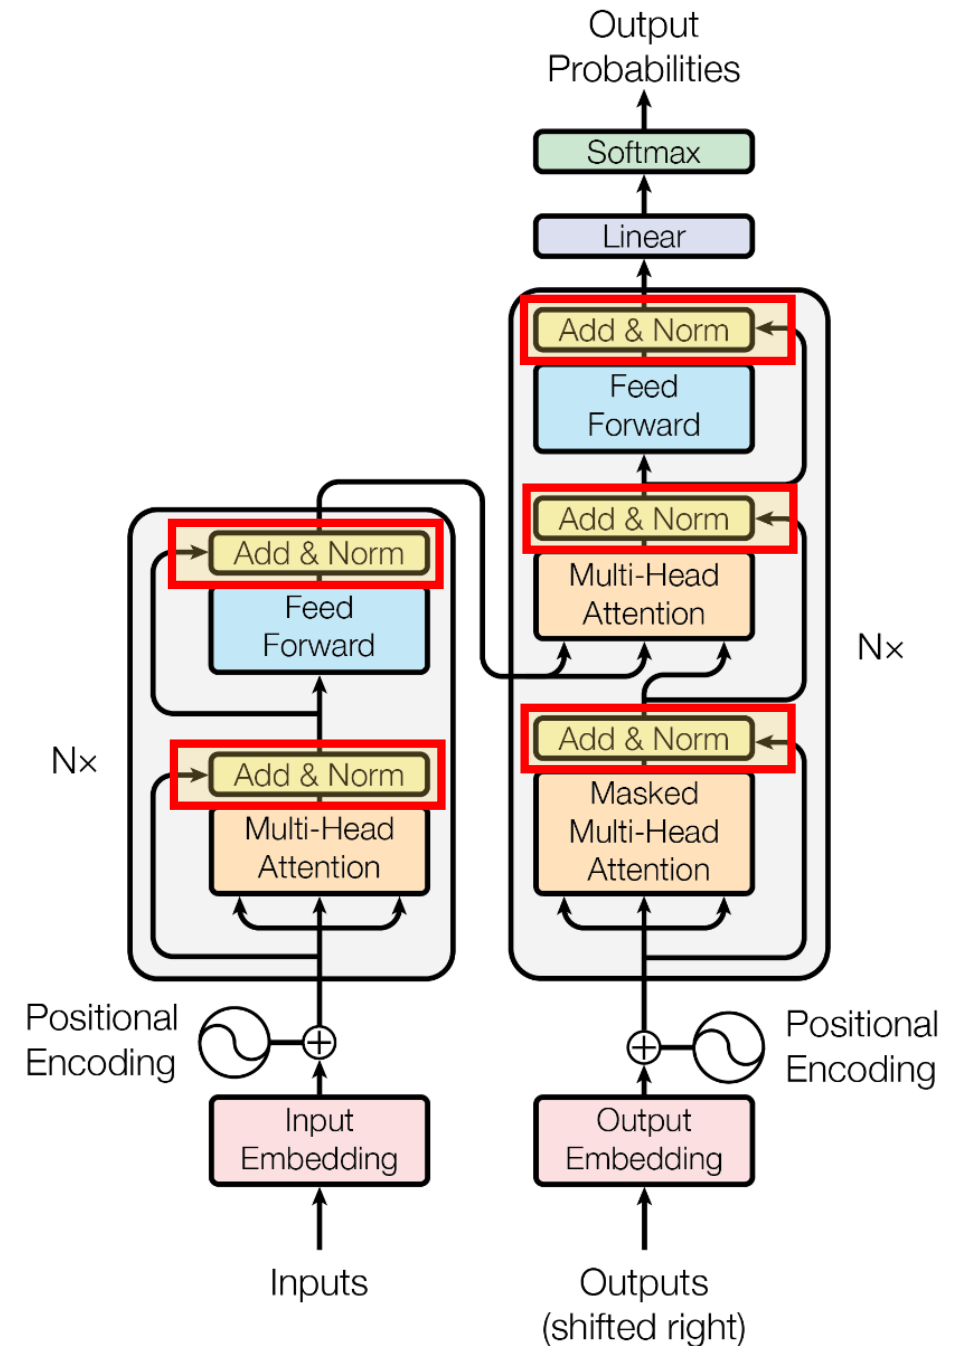 Output
Probabilities
Softmax
Linear
Add & Norm
Feed
Forward
Add & Norm
Multi-Head
Attention
Nx
Add & Norm
Masked
Multi-Head
Attention
Add & Norm
Feed
Forward
Nx
Add & Norm
Multi-Head
Attention
Positional
Encoding
Positional
Encoding
Input
Embedding
Output
Embedding
Inputs
Outputs
(shifted right)